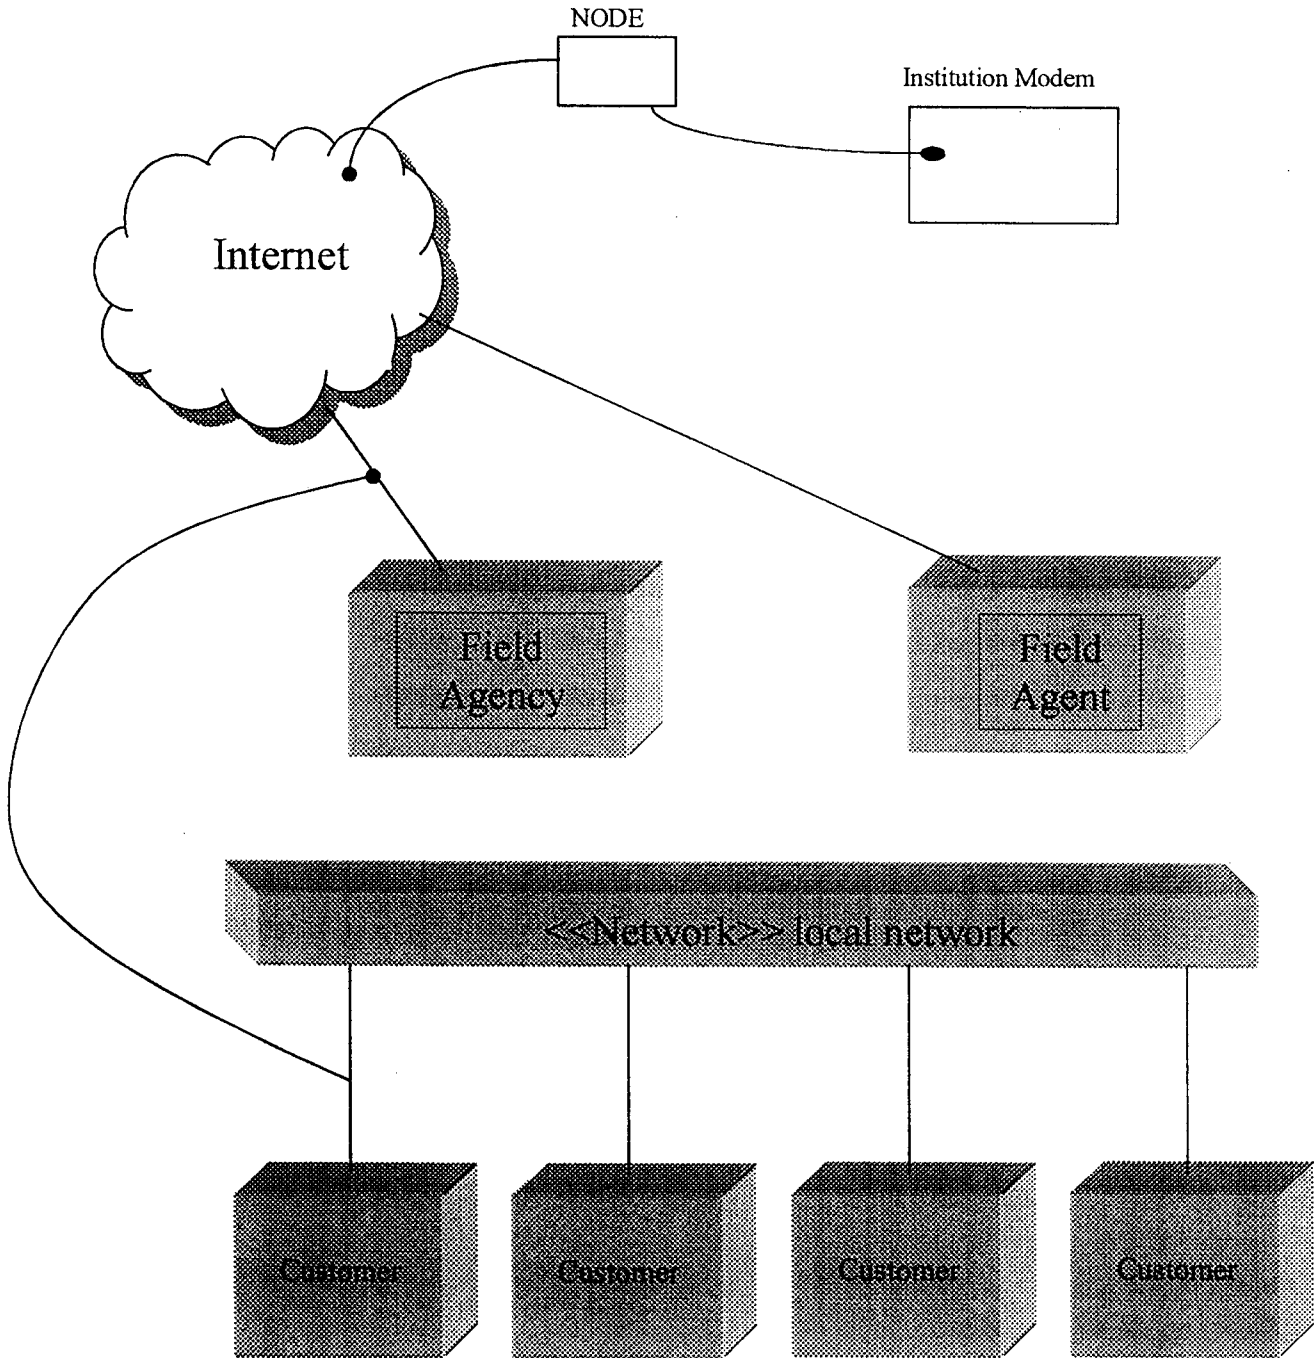 NODE
Institution Modem
Internet
Field
Agency
Field
Agent
<<Network>> local network
Customer
Customer
Customer
Customer